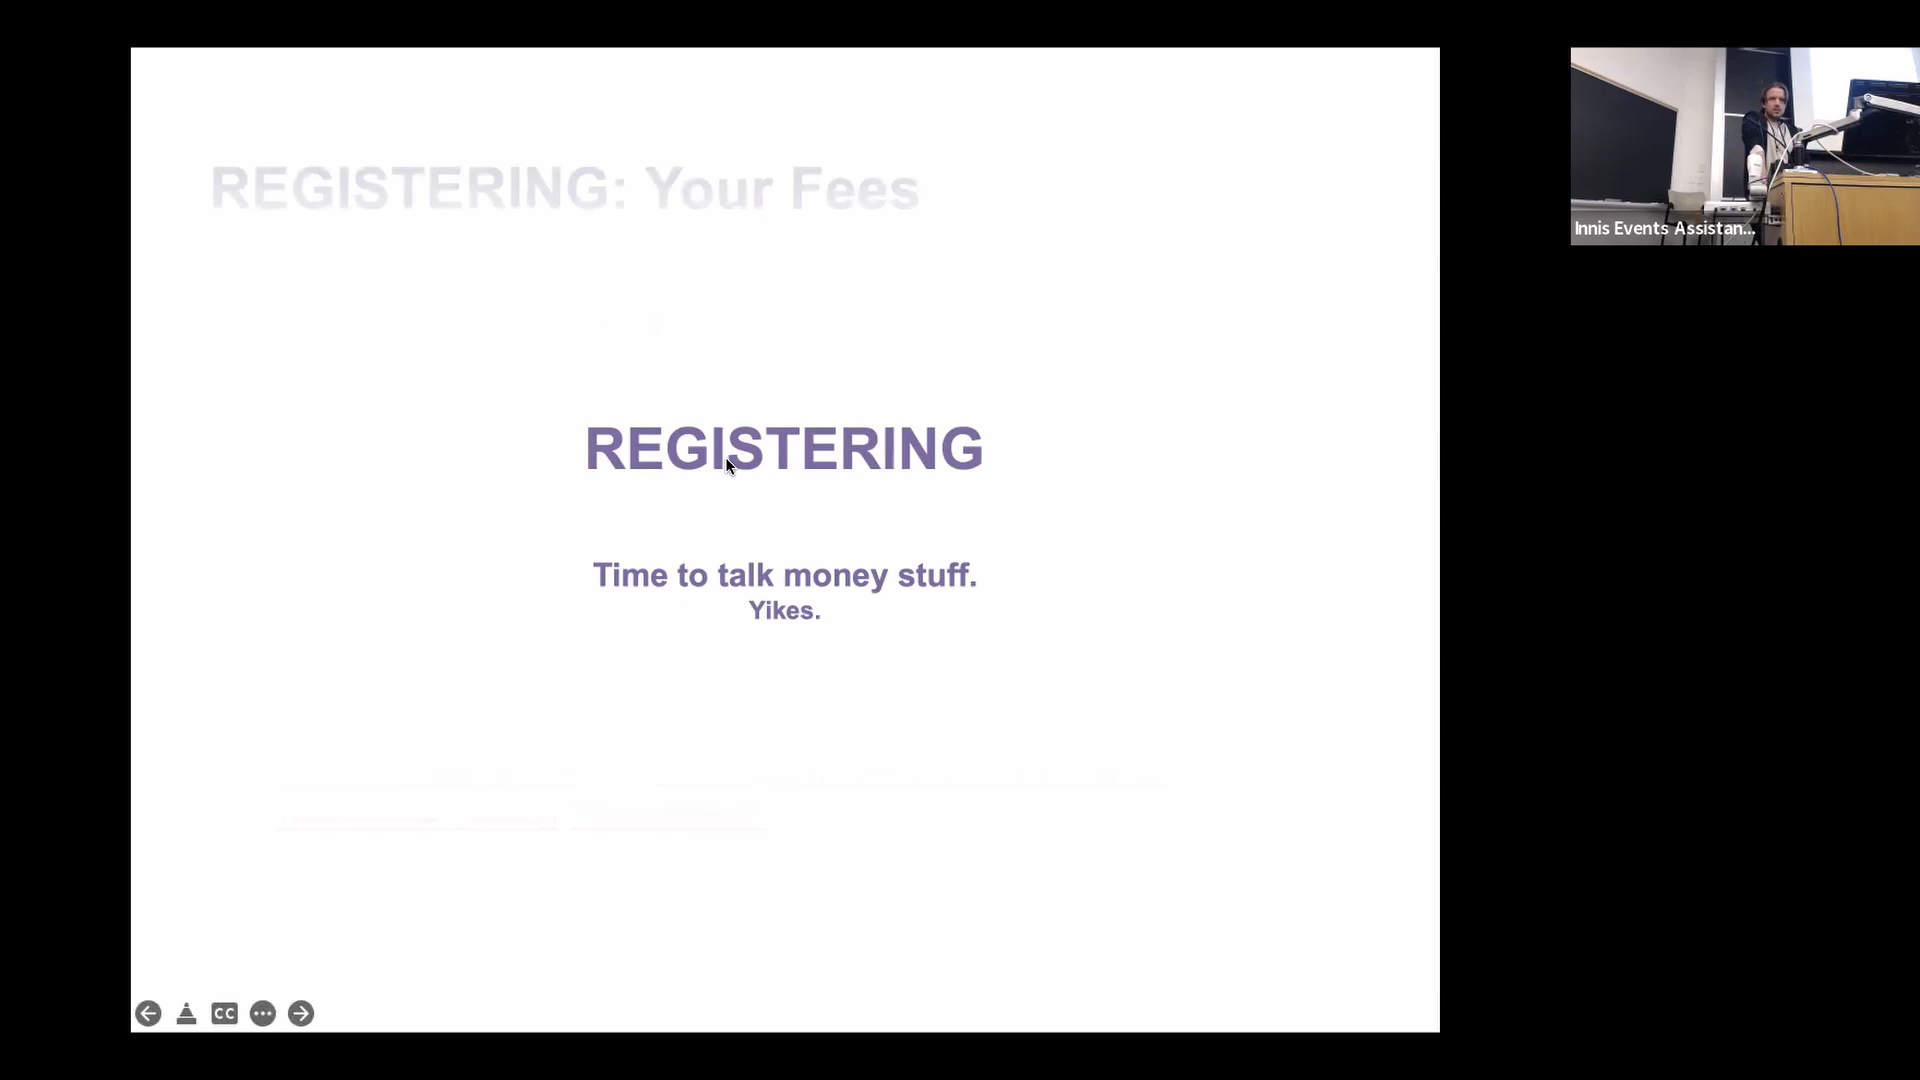 REGISTERING: Your Fees
REGISTERING
Time to talk money stuff.
Yikes.
CC
Innis Events Assistan...